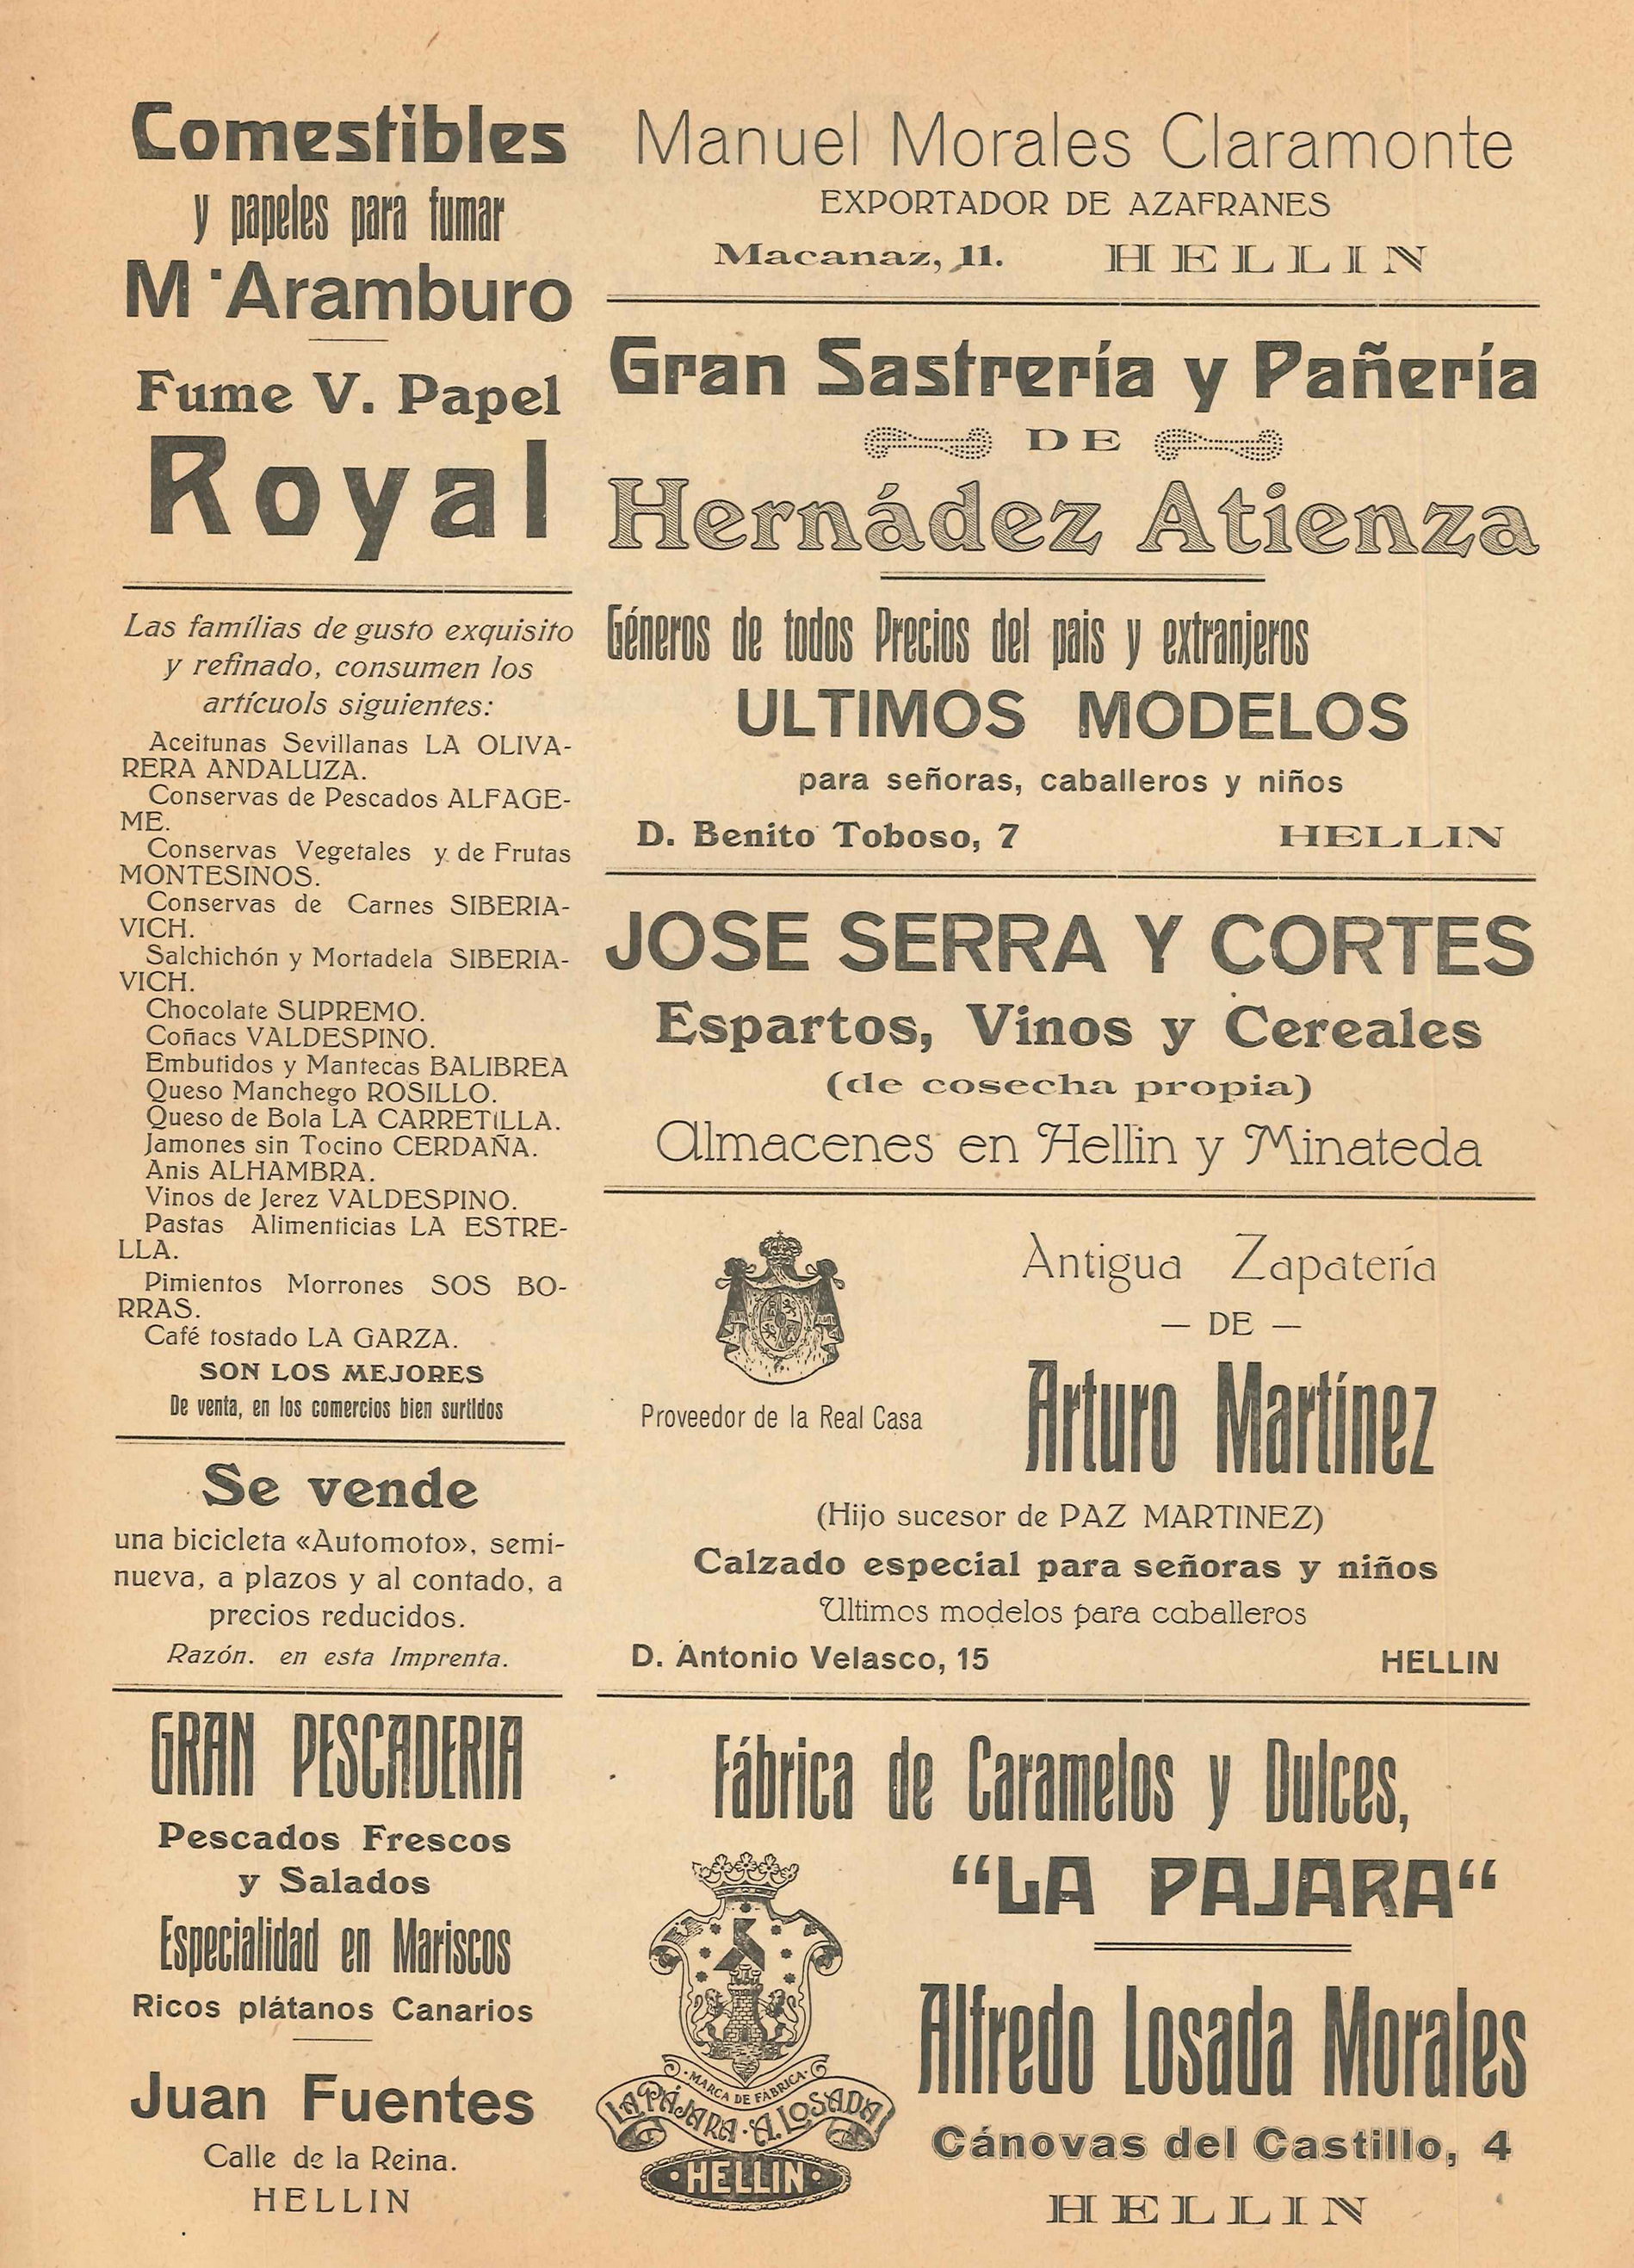 Comestibles
y papeles para fumar
M. Aramburo
Fume V. Papel
Royal
Las famílias de gusto exquisito
y refinado, consumen los
artícuols siguientes:
Aceitunas Sevillanas LA OLIVA-
RERA ANDALUZA.
Conservas de Pescados ALFAGE-
ME.
Conservas Vegetales y de Frutas
MONTESINOS.
Conservas de Carnes SIBERIA-
VICH.
Salchichón y Mortadela SIBERIA-
VICH.
Chocolate SUPREMO.
Coñacs VALDESPINO.
Embutidos y Mantecas BALIBREA
Queso Manchego ROSILLO.
Queso de Bola LA CARRETILLA.
Jamones sin Tocino CERDAÑA.
Anis ALHAMBRA.
Vinos de Jerez VALDESPINO.
Pastas Alimenticias LA ESTRE-
LLA.
Pimientos Morrones SOS BO-
RRAS.
Café tostado LA GARZA.
SON LOS MEJORES
De venta, en los comercios bien surtidos
Se vende
una bicicleta «Automoto», semi-
nueva, a plazos y al contado, a
precios reducidos.
Razón. en esta Imprenta.
GRAN PESCADERIA
Pescados Frescos
y Salados
Especialidad en Mariscos
Ricos plátanos Canarios
Juan Fuentes
Calle de la Reina.
HELLIN
Manuel Morales Claramonte
EXPORTADOR DE AZAFRANES
Macanaz, 11. HELLIN
Gran Sastrería y Pañería
DE
Hernádez Atienza
Géneros de todos Precios del pais y extranjeros
ULTIMOS MODELOS
para señoras, caballeros y niños
D. Benito Toboso, 7 HELLIN
JOSE SERRA Y CORTES
Espartos, Vinos y Cereales
(de cosecha propia)
Almacenes en Hellin y Minateda
Antigua Zapatería
— DE —
Proveedor de la Real Casa
Arturo Martínez
(Hijo sucesor de PAZ MARTINEZ)
Calzado especial para señoras y niños
Ultimos modelos para caballeros
D. Antonio Velasco, 15 HELLIN
Fábrica de Caramelos y Dulces,
“LA PAJARA“
Alfredo Losada Morales
Cánovas del Castillo, 4
HELLIN
·MARCA DE FÁBRICA·
LA PÁJARA · A. LOSADA
·HELLIN·